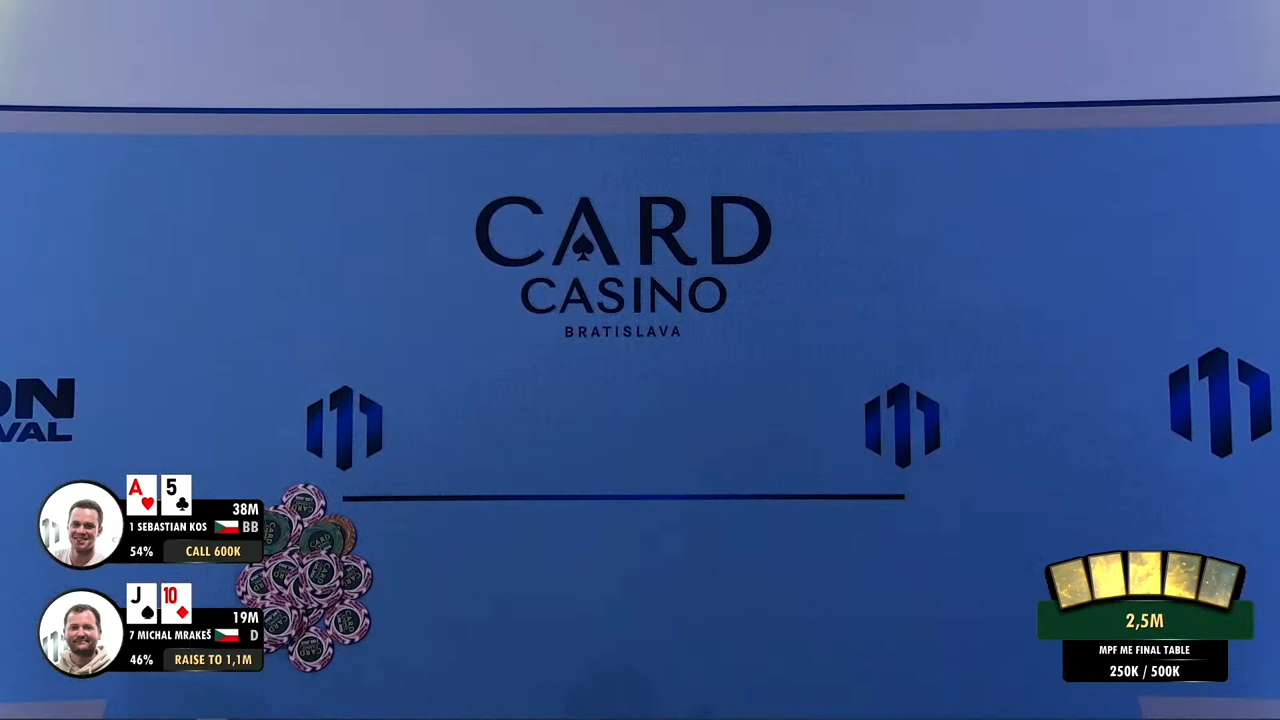 CARD
CASINO
BRATISLAVA
ON
VAL
A 5
38M
1 SEBASTIAN KOS BB
54% CALL 600K
J 10
19M
7 MICHAL MRAKEŠ D
46% RAISE TO 1,1M
2,5M
MPF ME FINAL TABLE
250K / 500K